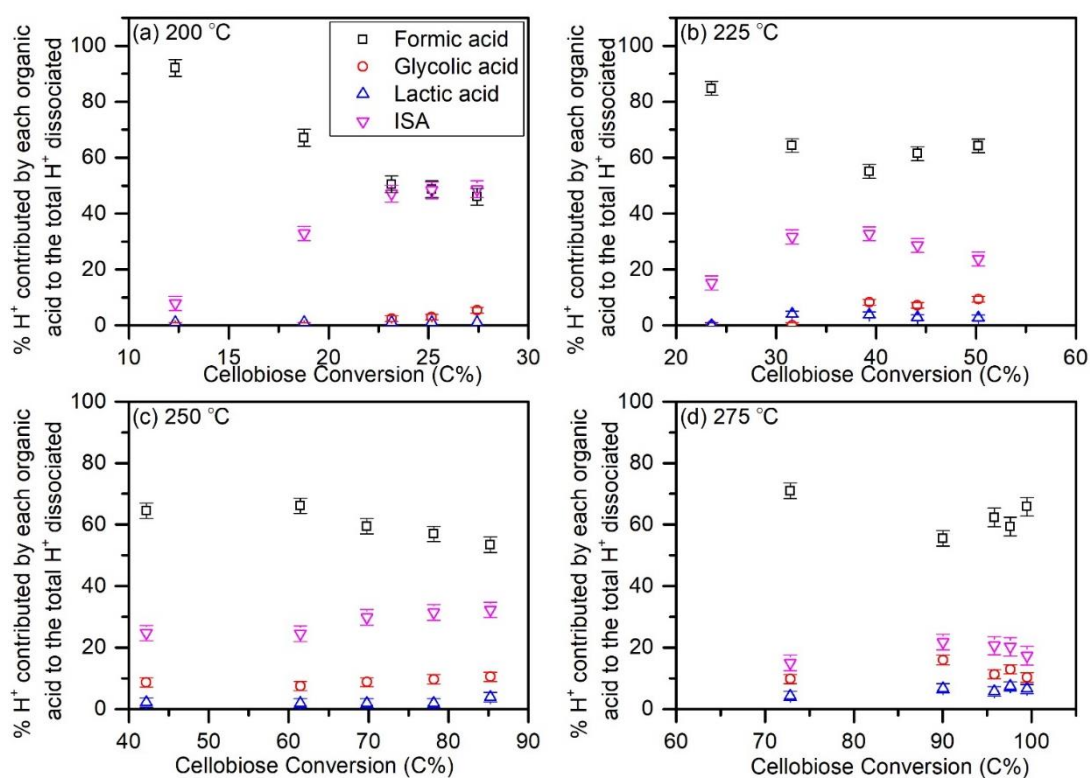 (a) 200 °C
Formic acid
Glycolic acid
Lactic acid
ISA
% H⁺ contributed by each organic
acid to the total H⁺ dissociated
100
80
60
40
20
0
10
15
20
25
30
Cellobiose Conversion (C%)
(b) 225 °C
% H⁺ contributed by each organic
acid to the total H⁺ dissociated
100
80
60
40
20
0
20
30
40
50
60
Cellobiose Conversion (C%)
(c) 250 °C
% H⁺ contributed by each organic
acid to the total H⁺ dissociated
100
80
60
40
20
0
40
50
60
70
80
90
Cellobiose Conversion (C%)
(d) 275 °C
% H⁺ contributed by each organic
acid to the total H⁺ dissociated
100
80
60
40
20
0
60
70
80
90
100
Cellobiose Conversion (C%)